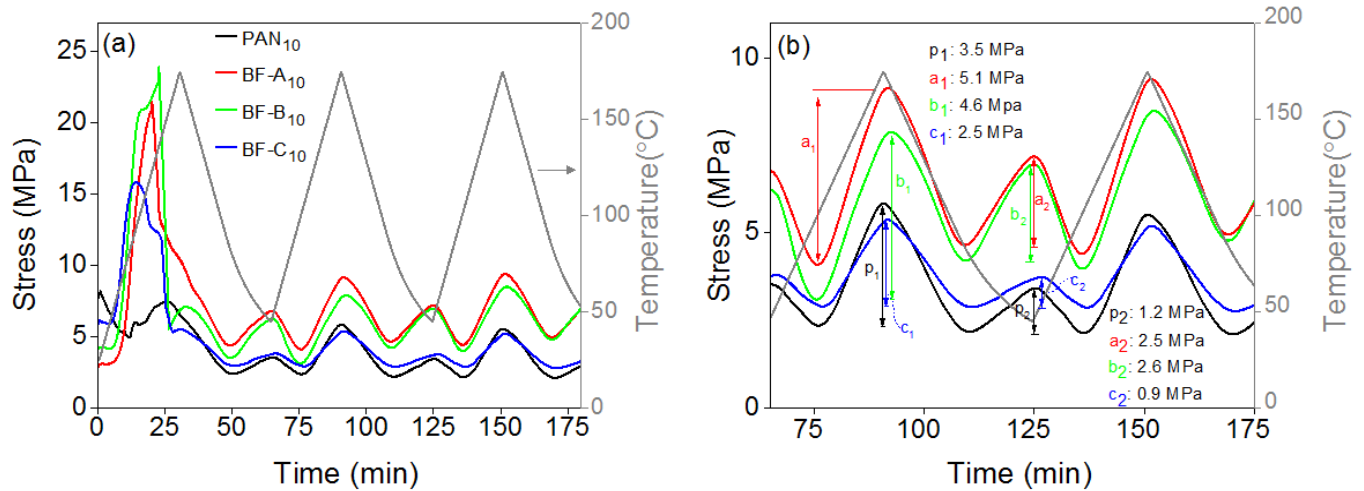 (a)
PAN10
BF-A10
BF-B10
BF-C10
Stress (MPa)
25
20
15
10
5
0
0
25
50
75
100
125
150
180
Time (min)
200
150
100
50
0
Temperature(°C)
(b)
p1: 3.5 MPa
a1: 5.1 MPa
b1: 4.6 Mpa
c1: 2.5 MPa
a1
b1
p1
c1
a2
b2
c2
p2
p2: 1.2 MPa
a2: 2.5 MPa
b2: 2.6 MPa
c2: 0.9 MPa
Stress (MPa)
10
5
0
75
100
125
150
175
Time (min)
200
150
100
50
0
Temperature(°C)